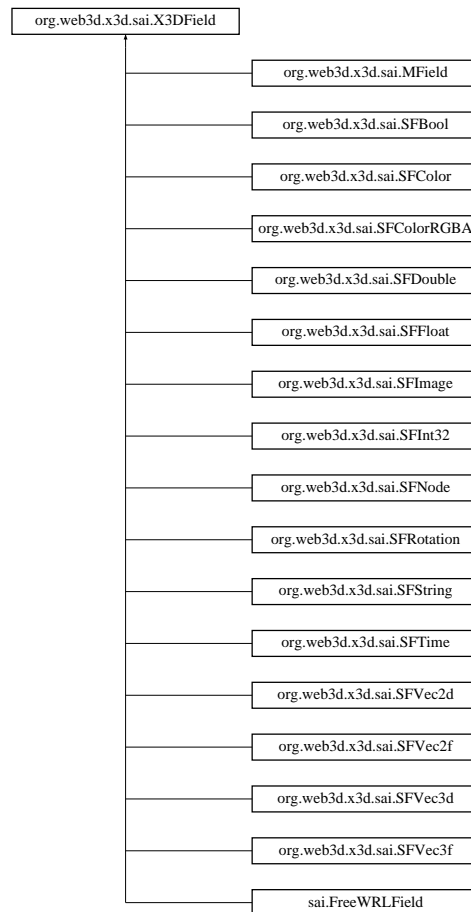 org.web3d.x3d.sai.X3DField
org.web3d.x3d.sai.MField
org.web3d.x3d.sai.SFBool
org.web3d.x3d.sai.SFColor
org.web3d.x3d.sai.SFColorRGBA
org.web3d.x3d.sai.SFDouble
org.web3d.x3d.sai.SFFloat
org.web3d.x3d.sai.SFImage
org.web3d.x3d.sai.SFInt32
org.web3d.x3d.sai.SFNode
org.web3d.x3d.sai.SFRotation
org.web3d.x3d.sai.SFString
org.web3d.x3d.sai.SFTime
org.web3d.x3d.sai.SFVec2d
org.web3d.x3d.sai.SFVec2f
org.web3d.x3d.sai.SFVec3d
org.web3d.x3d.sai.SFVec3f
sai.FreeWRLField